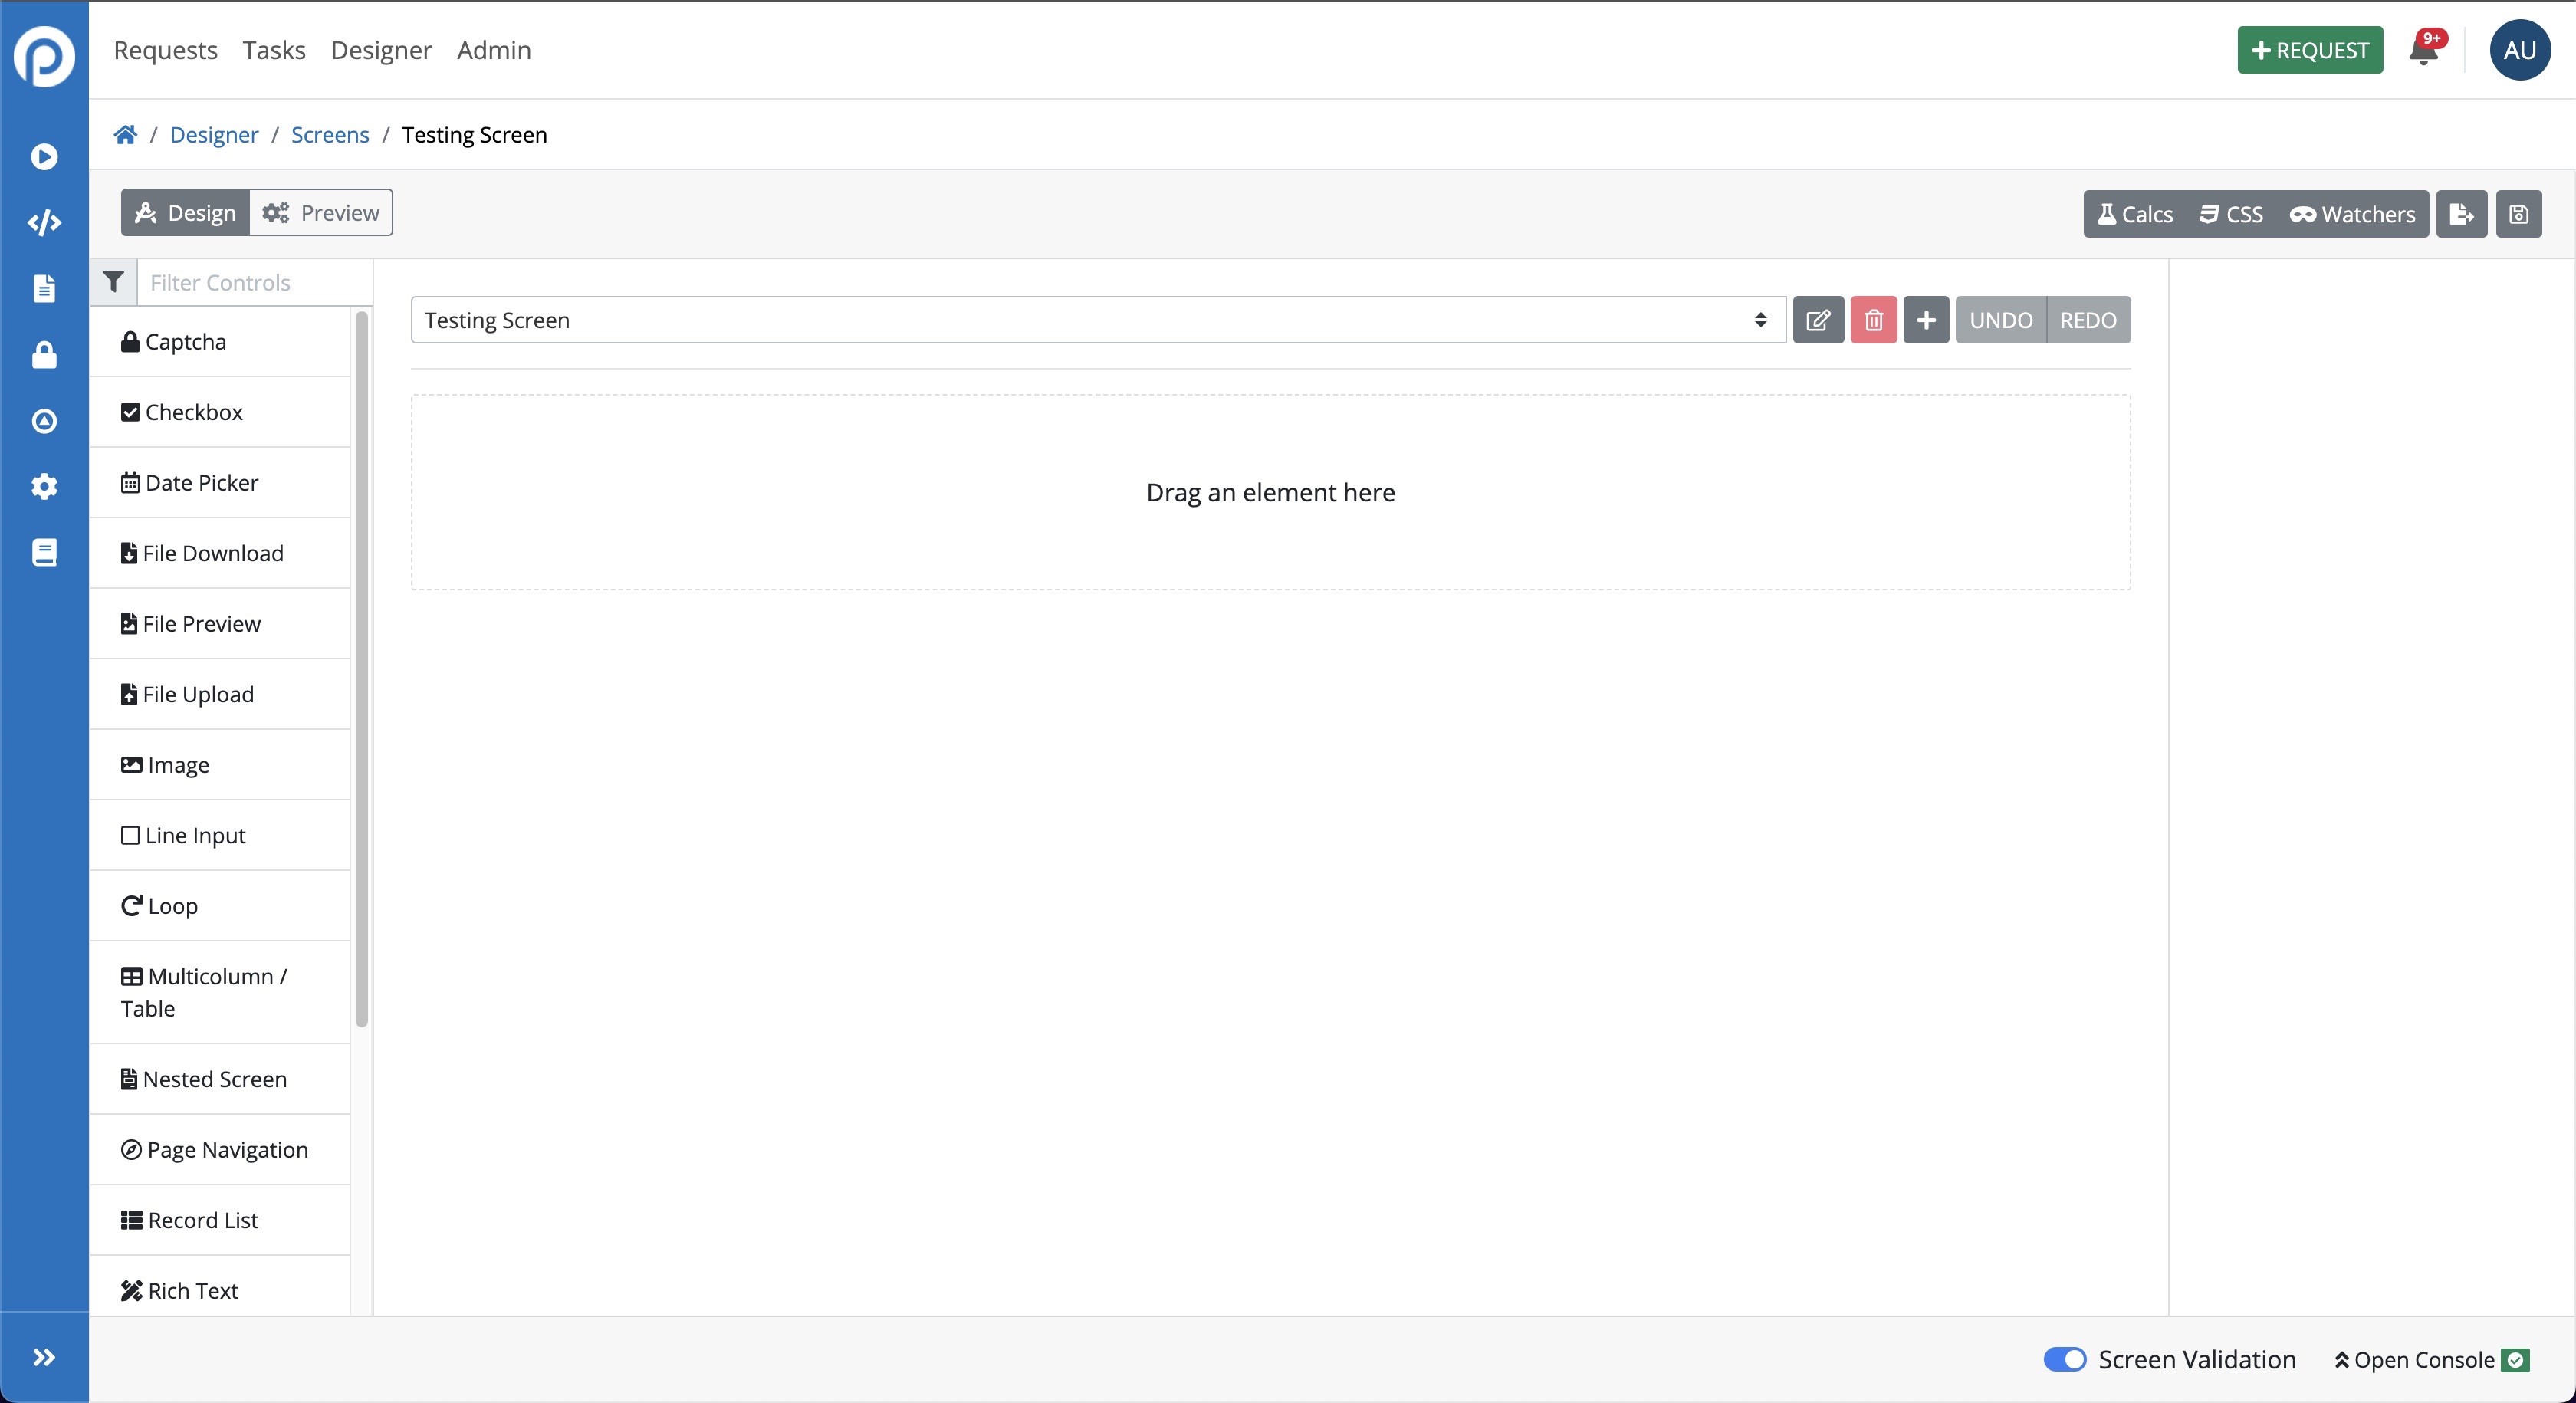 Requests Tasks Designer Admin
+ REQUEST
9+
AU
/ Designer / Screens / Testing Screen
Design Preview
Calcs CSS Watchers
Filter Controls
Testing Screen
UNDO REDO
Captcha
Checkbox
Date Picker
File Download
File Preview
File Upload
Image
Line Input
Loop
Multicolumn /
Table
Nested Screen
Page Navigation
Record List
Rich Text
Drag an element here
Screen Validation
Open Console